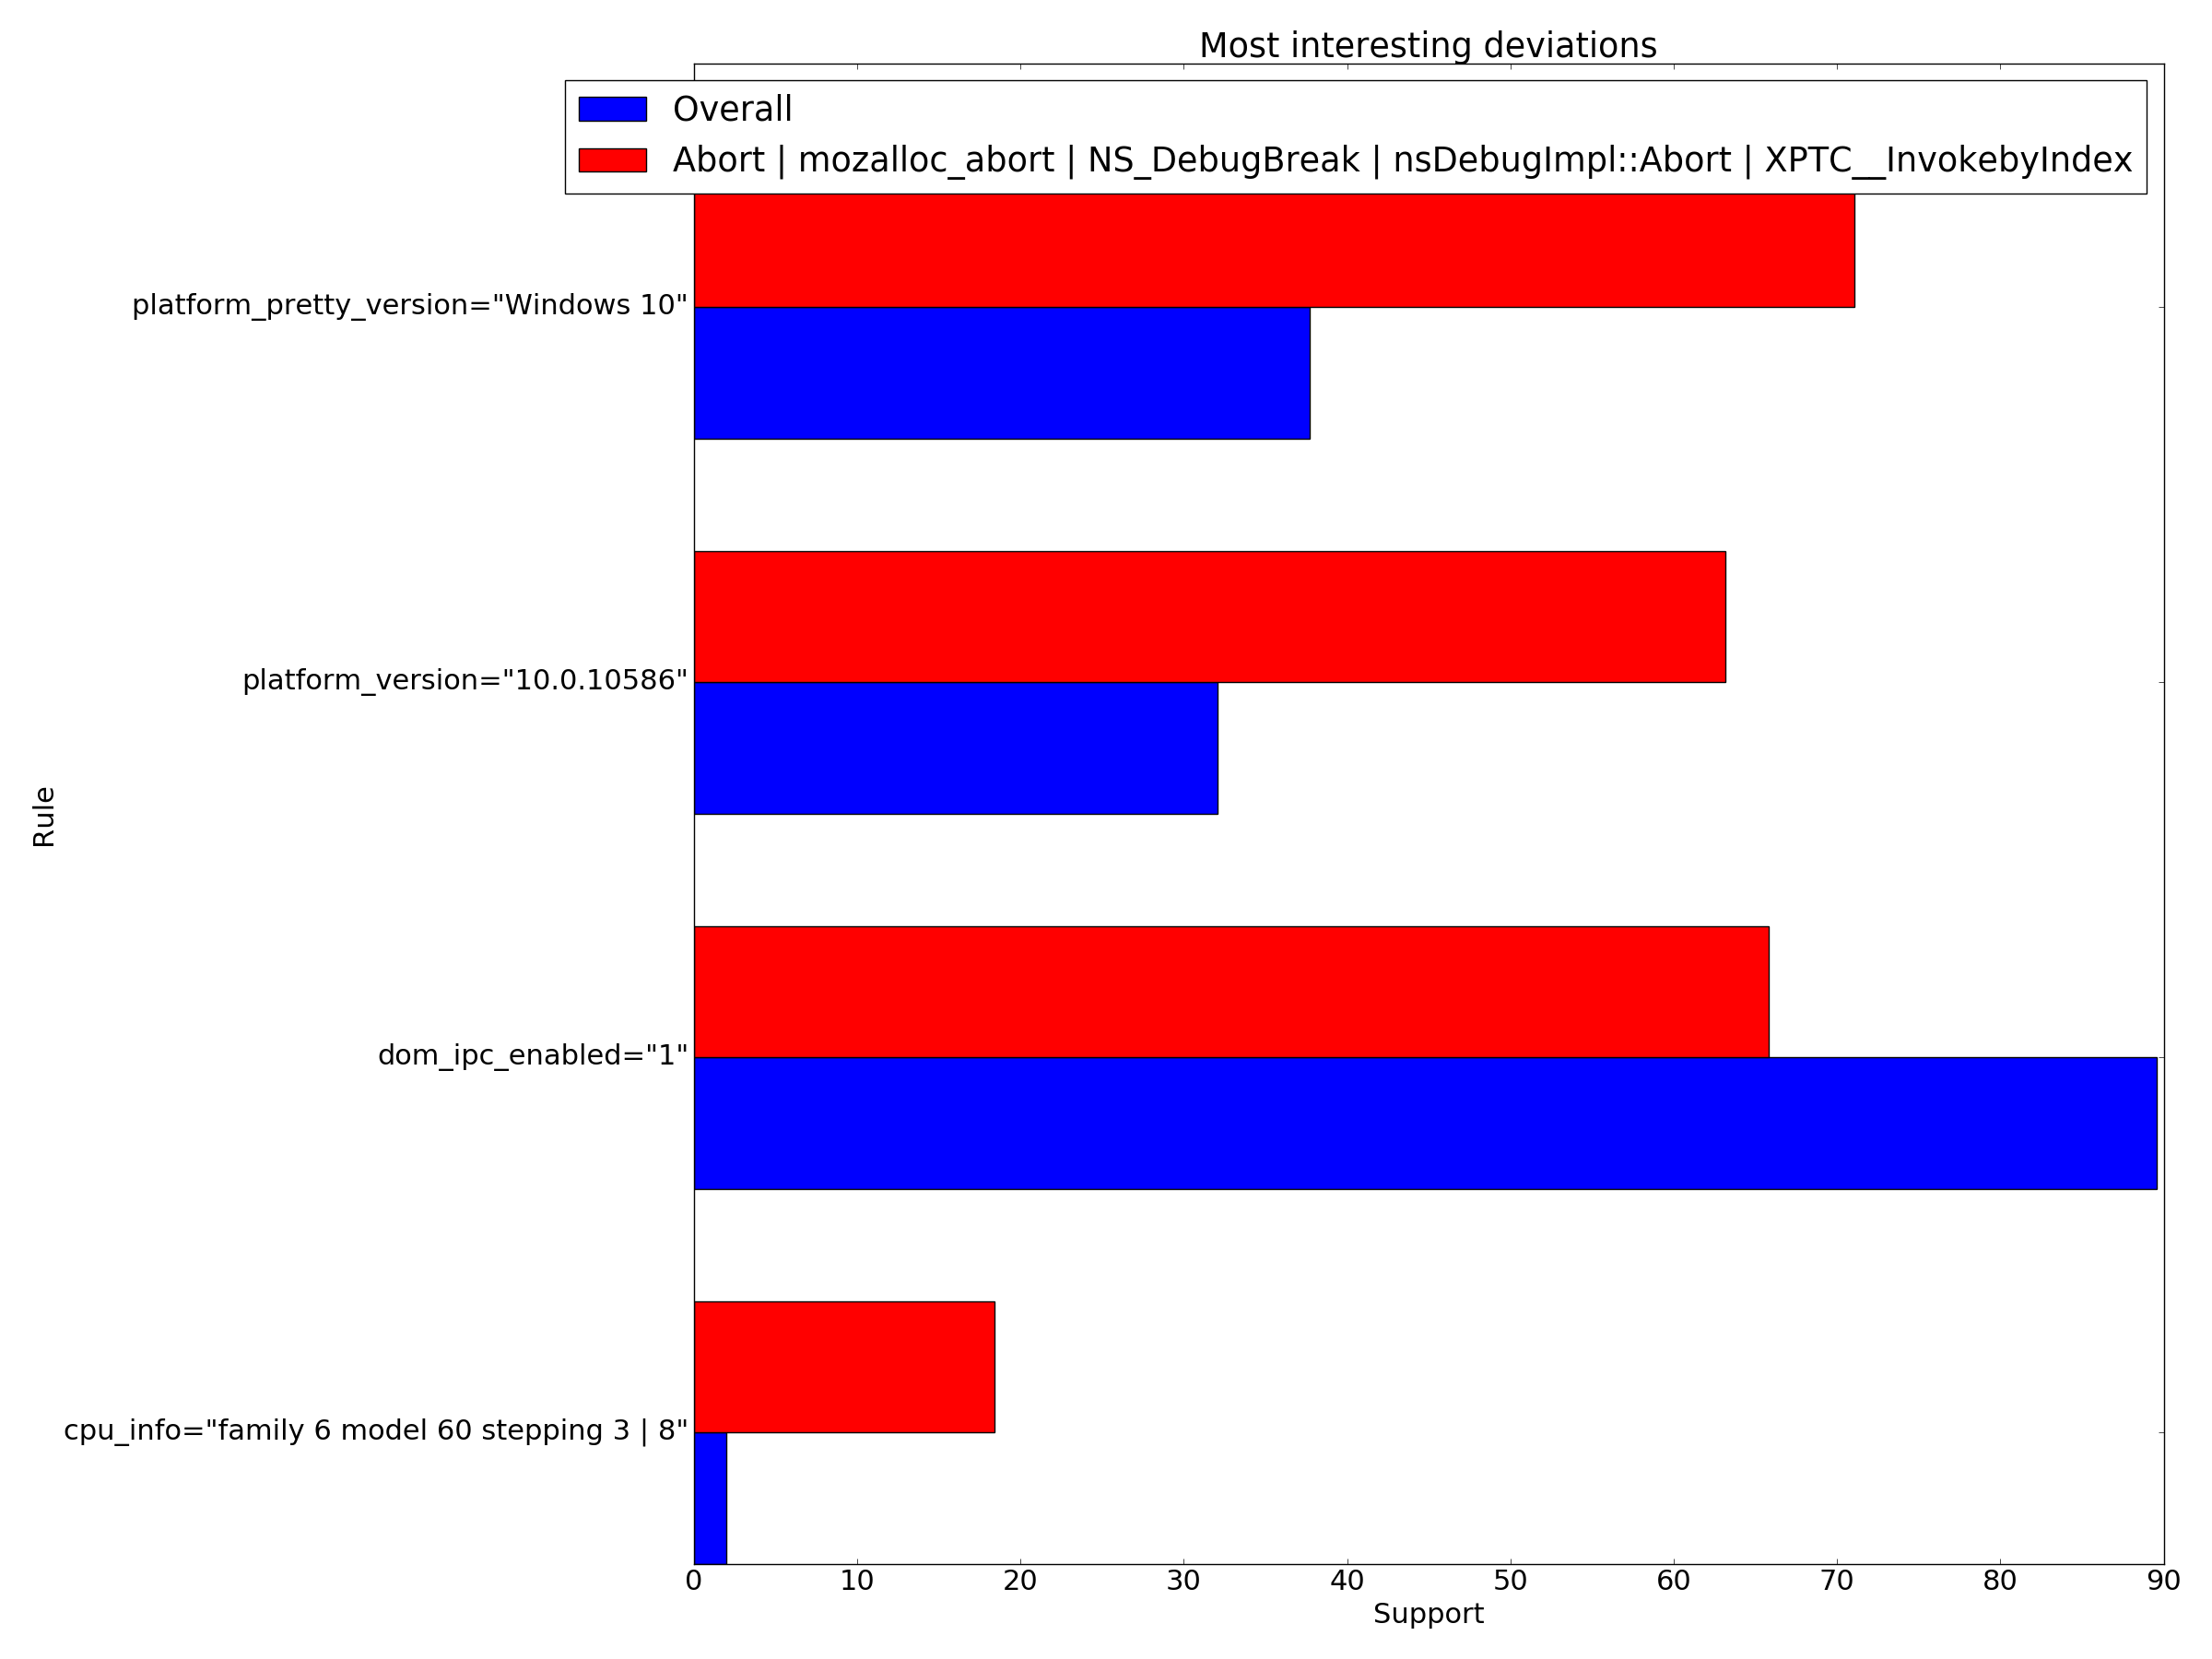 Most interesting deviations
Overall
Abort | mozalloc_abort | NS_DebugBreak | nsDebugImpl::Abort | XPTC__InvokebyIndex
platform_pretty_version="Windows 10"
platform_version="10.0.10586"
Rule
dom_ipc_enabled="1"
cpu_info="family 6 model 60 stepping 3 | 8"
0 10 20 30 40 50 60 70 80 90
Support